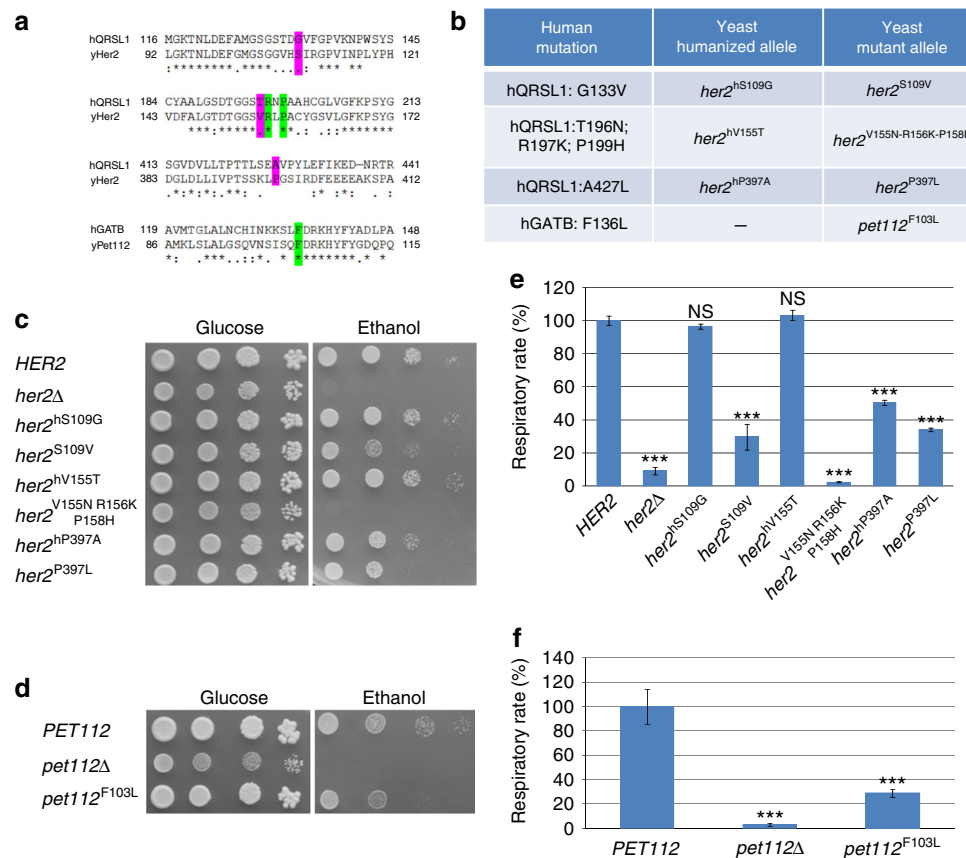 a
hQRSL1 116 MGKTNLDEFAMGSGSTDGVFGPVKNPWSYS 145
yHer2 92 LGKTNLDEFGMGSGGVHSIRGPVINPLYPH 121
hQRSL1 184 CYAALGSDTGGSTRNPAAHCGLVGFKPSYG 213
yHer2 143 VDFALGTDTGGSVRLPACYGSVLGFKPSYG 172
hQRSL1 413 SGVDVLLTPTTLSEAVPYLEFIKED—NRTR 441
yHer2 383 DGLDLLIVPTSSKLPGSIRDFEEEEAKSPA 412
hGATB 119 AVMTGLALNCHINKKSLFDRKHYFYADLPA 148
yPet112 86 AMKLSLALGSQVNSISQFDRKHYFYGDQPQ 115
b
Human mutation
Yeast humanized allele
Yeast mutant allele
hQRSL1: G133V her2hS109G her2S109V
hQRSL1:T196N; R197K; P199H her2hV155T her2V155N-R156K-P158H
hQRSL1:A427L her2hP397A her2P397L
hGATB: F136L — pet112F103L
c
Glucose Ethanol
HER2
her2Δ
her2hS109G
her2S109V
her2hV155T
her2V155N R156K P158H
her2hP397A
her2P397L
d
Glucose Ethanol
PET112
pet112Δ
pet112F103L
e
Respiratory rate (%)
120
100
80
60
40
20
0
NS
NS
***
***
***
***
***
HER2
her2Δ
her2hS109G
her2S109V
her2hV155T
her2V155N R156K P158H
her2hP397A
her2P397L
f
Respiratory rate (%)
140
120
100
80
60
40
20
0
***
***
PET112
pet112Δ
pet112F103L